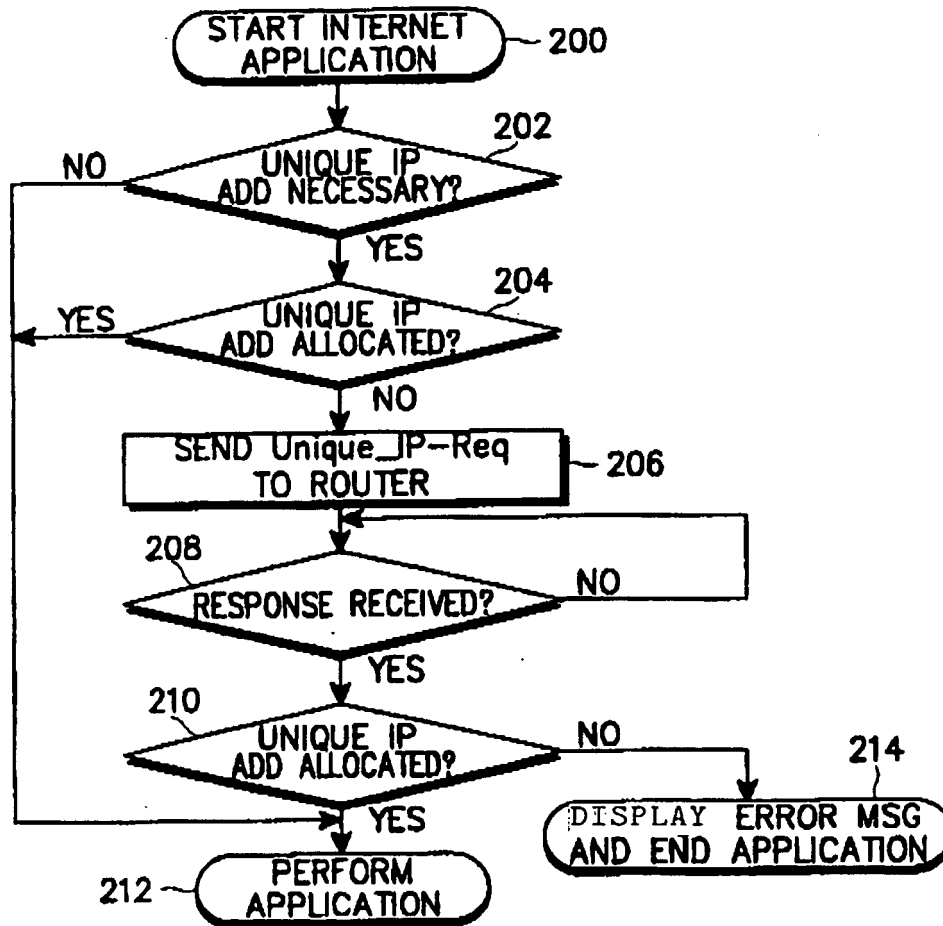 START INTERNET
APPLICATION
200
202
NO
UNIQUE IP
ADD NECESSARY?
YES
204
YES
UNIQUE IP
ADD ALLOCATED?
NO
SEND Unique_IP-Req
TO ROUTER
206
208
NO
RESPONSE RECEIVED?
YES
210
UNIQUE IP
ADD ALLOCATED?
NO
214
YES
DISPLAY ERROR MSG
AND END APPLICATION
212
PERFORM
APPLICATION